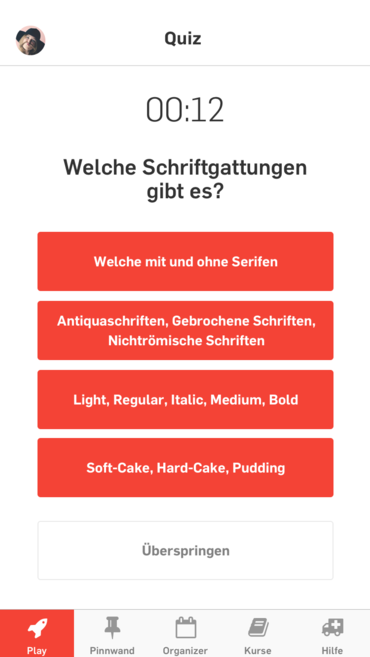 Quiz
00:12
Welche Schriftgattungen
gibt es?
Welche mit und ohne Serifen
Antiquaschriften, Gebrochene Schriften,
Nichtrömische Schriften
Light, Regular, Italic, Medium, Bold
Soft-Cake, Hard-Cake, Pudding
Überspringen
Play Pinnwand Organizer Kurse Hilfe